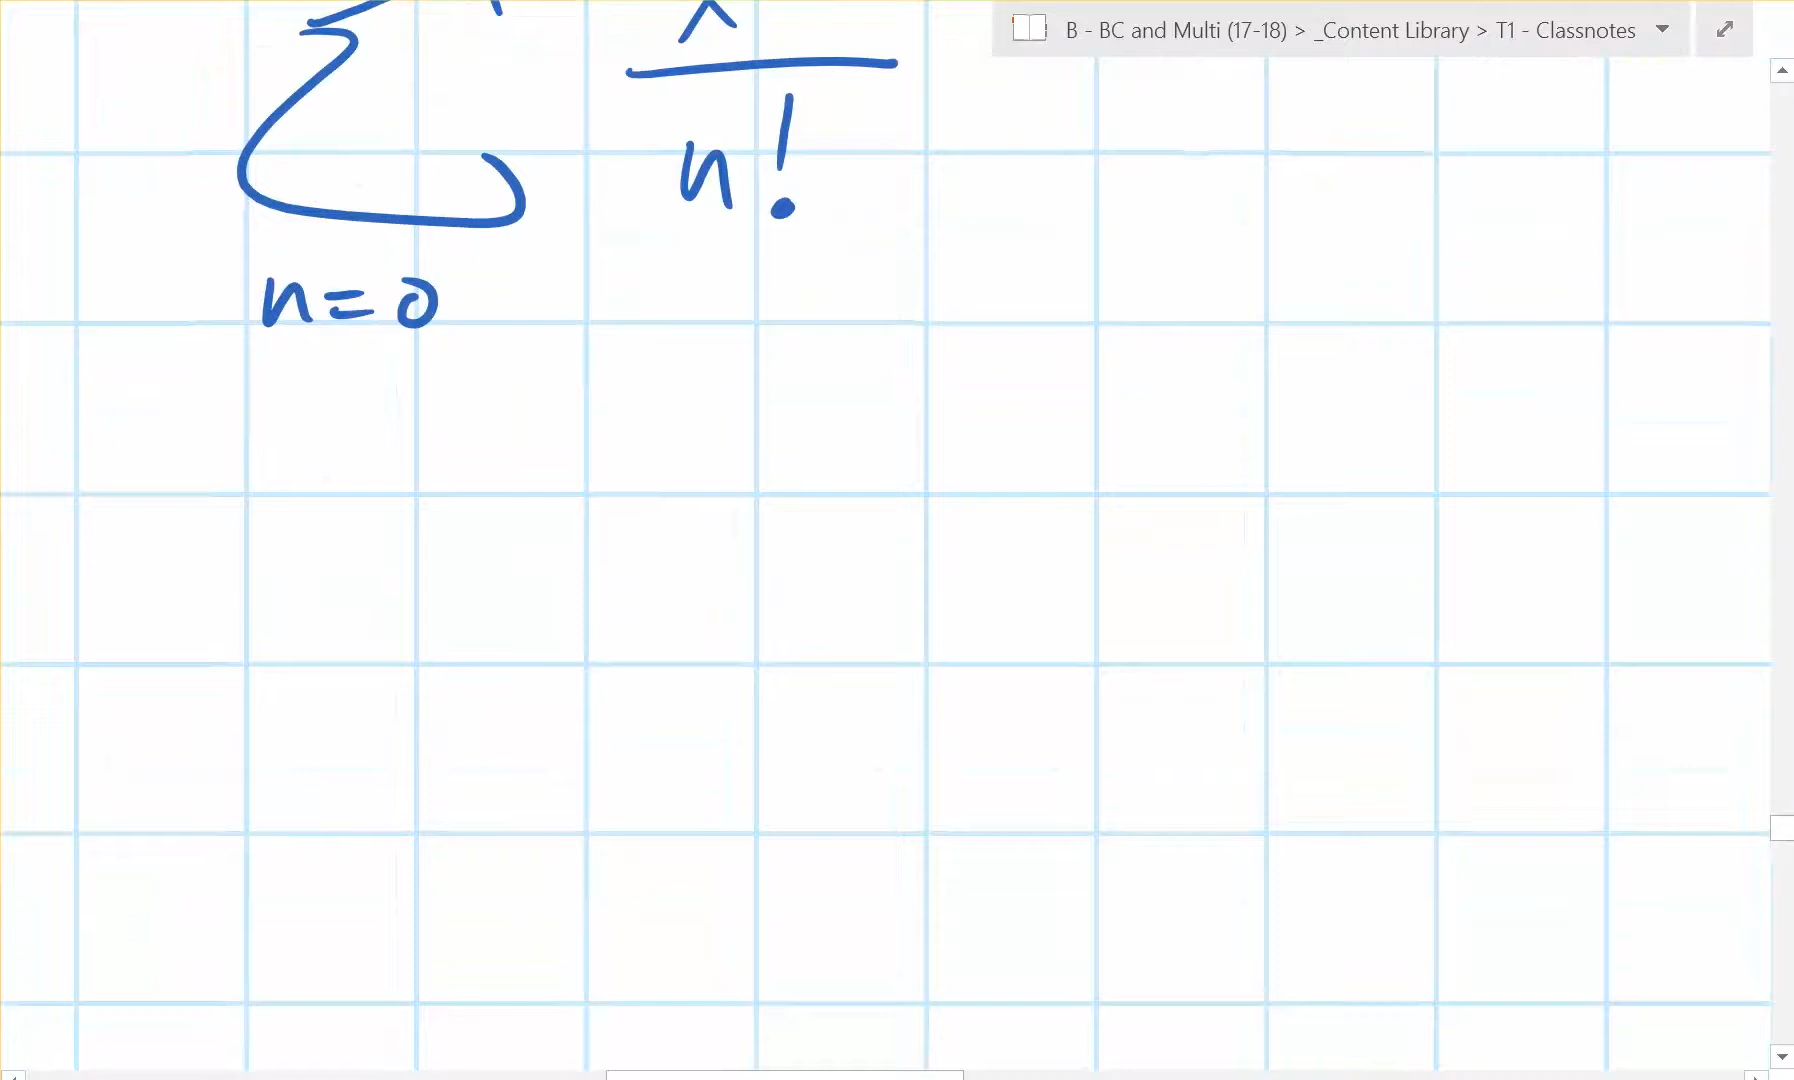 B - BC and Multi (17-18) > _Content Library > T1 - Classnotes
Σ
n!
n=0